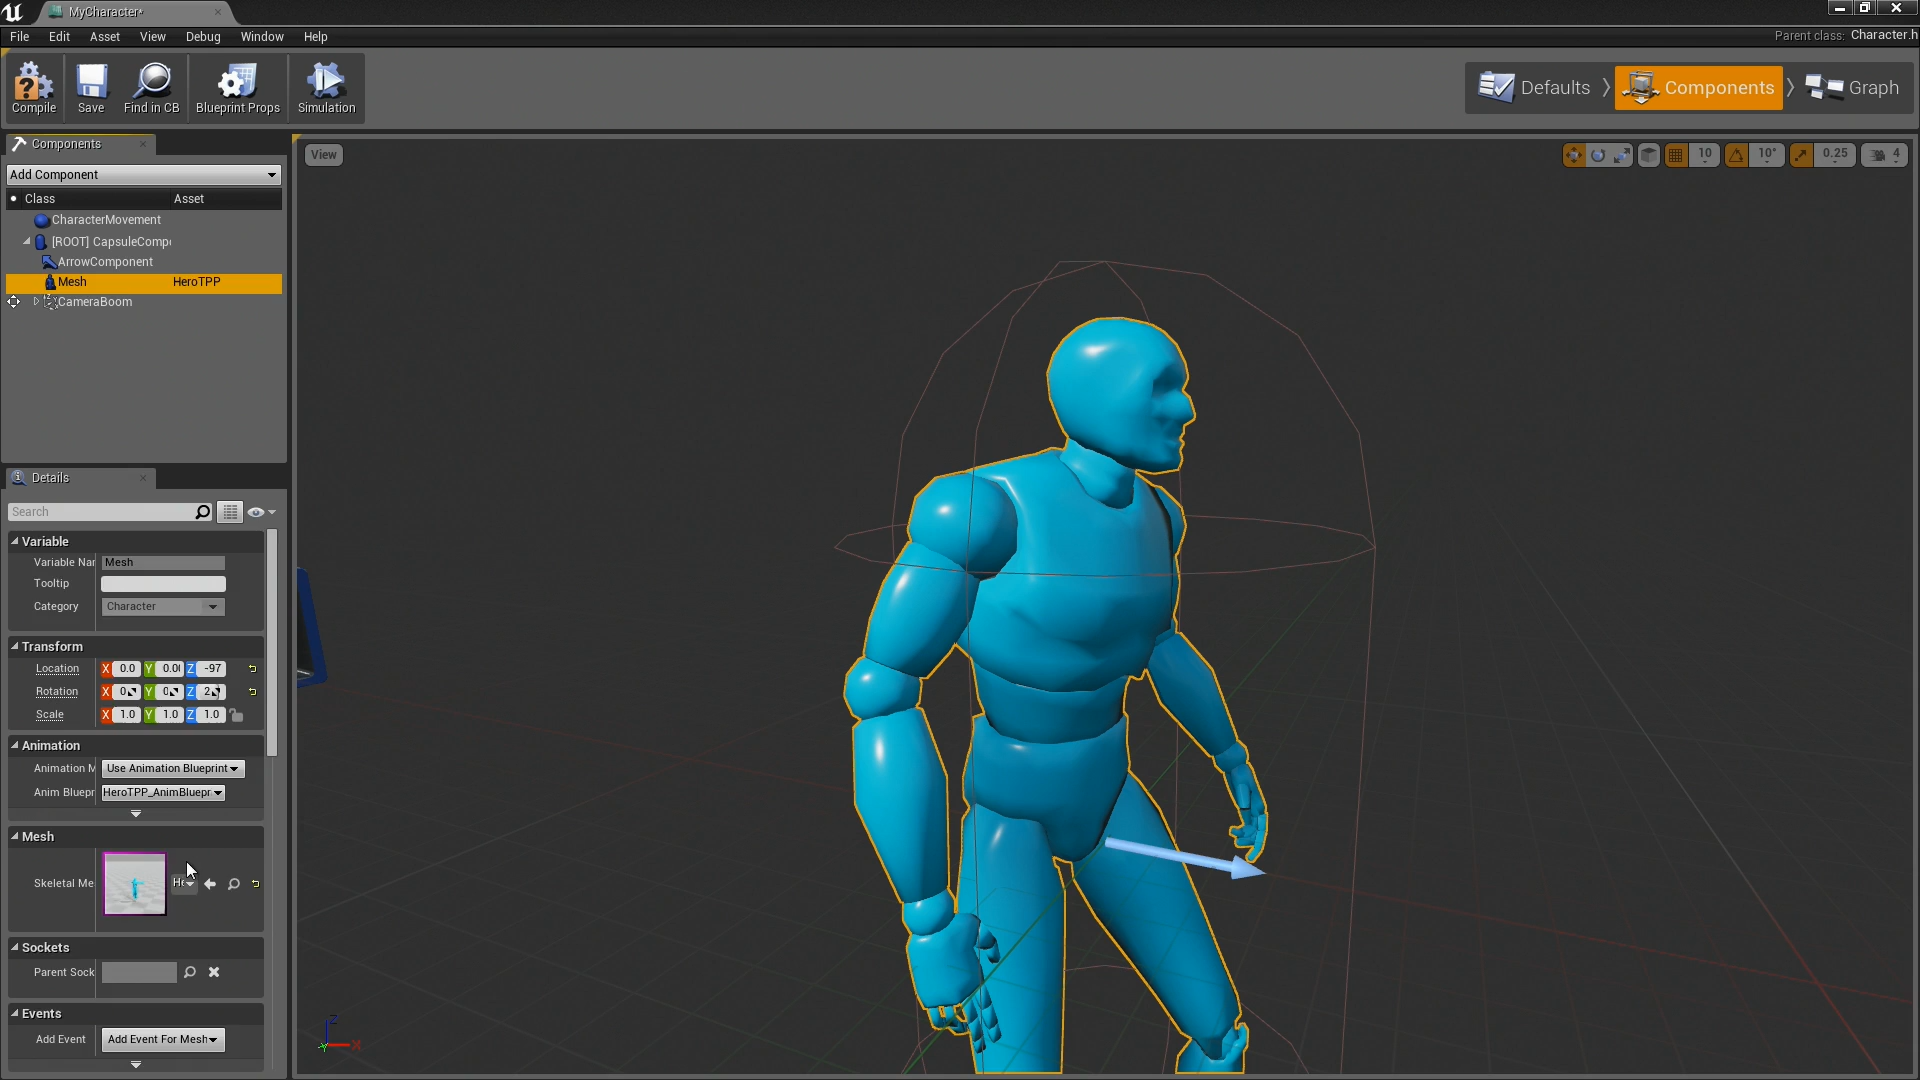 MyCharacter*
File Edit Asset View Debug Window Help
Parent class: Character.h
Compile Save Find in CB Blueprint Props Simulation
Defaults Components Graph
Components
Add Component
Class Asset
CharacterMovement
[ROOT] CapsuleCompo
ArrowComponent
Mesh HeroTPP
CameraBoom
View
10 10° 0.25 4
Details
Search
Variable
Variable Nar Mesh
Tooltip
Category Character
Transform
Location X 0.0 Y 0.0 Z -97
Rotation X 0. Y 0. Z 2.
Scale X 1.0 Y 1.0 Z 1.0
Animation
Animation M Use Animation Blueprint
Anim Bluepr HeroTPP_AnimBluepr
Mesh
Skeletal Me He
Sockets
Parent Sock
Events
Add Event Add Event For Mesh
Z
X
Y